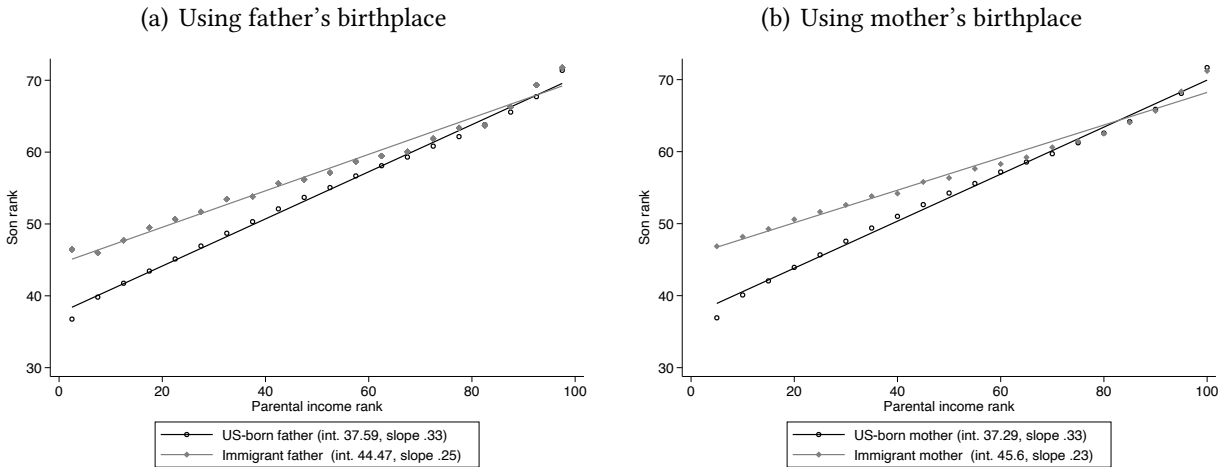 (a) Using father’s birthplace
70
60
50
40
30
Son rank
0 20 40 60 80 100
Parental income rank
US-born father (int. 37.59, slope .33)
Immigrant father (int. 44.47, slope .25)
(b) Using mother’s birthplace
70
60
50
40
30
Son rank
0 20 40 60 80 100
Parental income rank
US-born mother (int. 37.29, slope .33)
Immigrant mother (int. 45.6, slope .23)